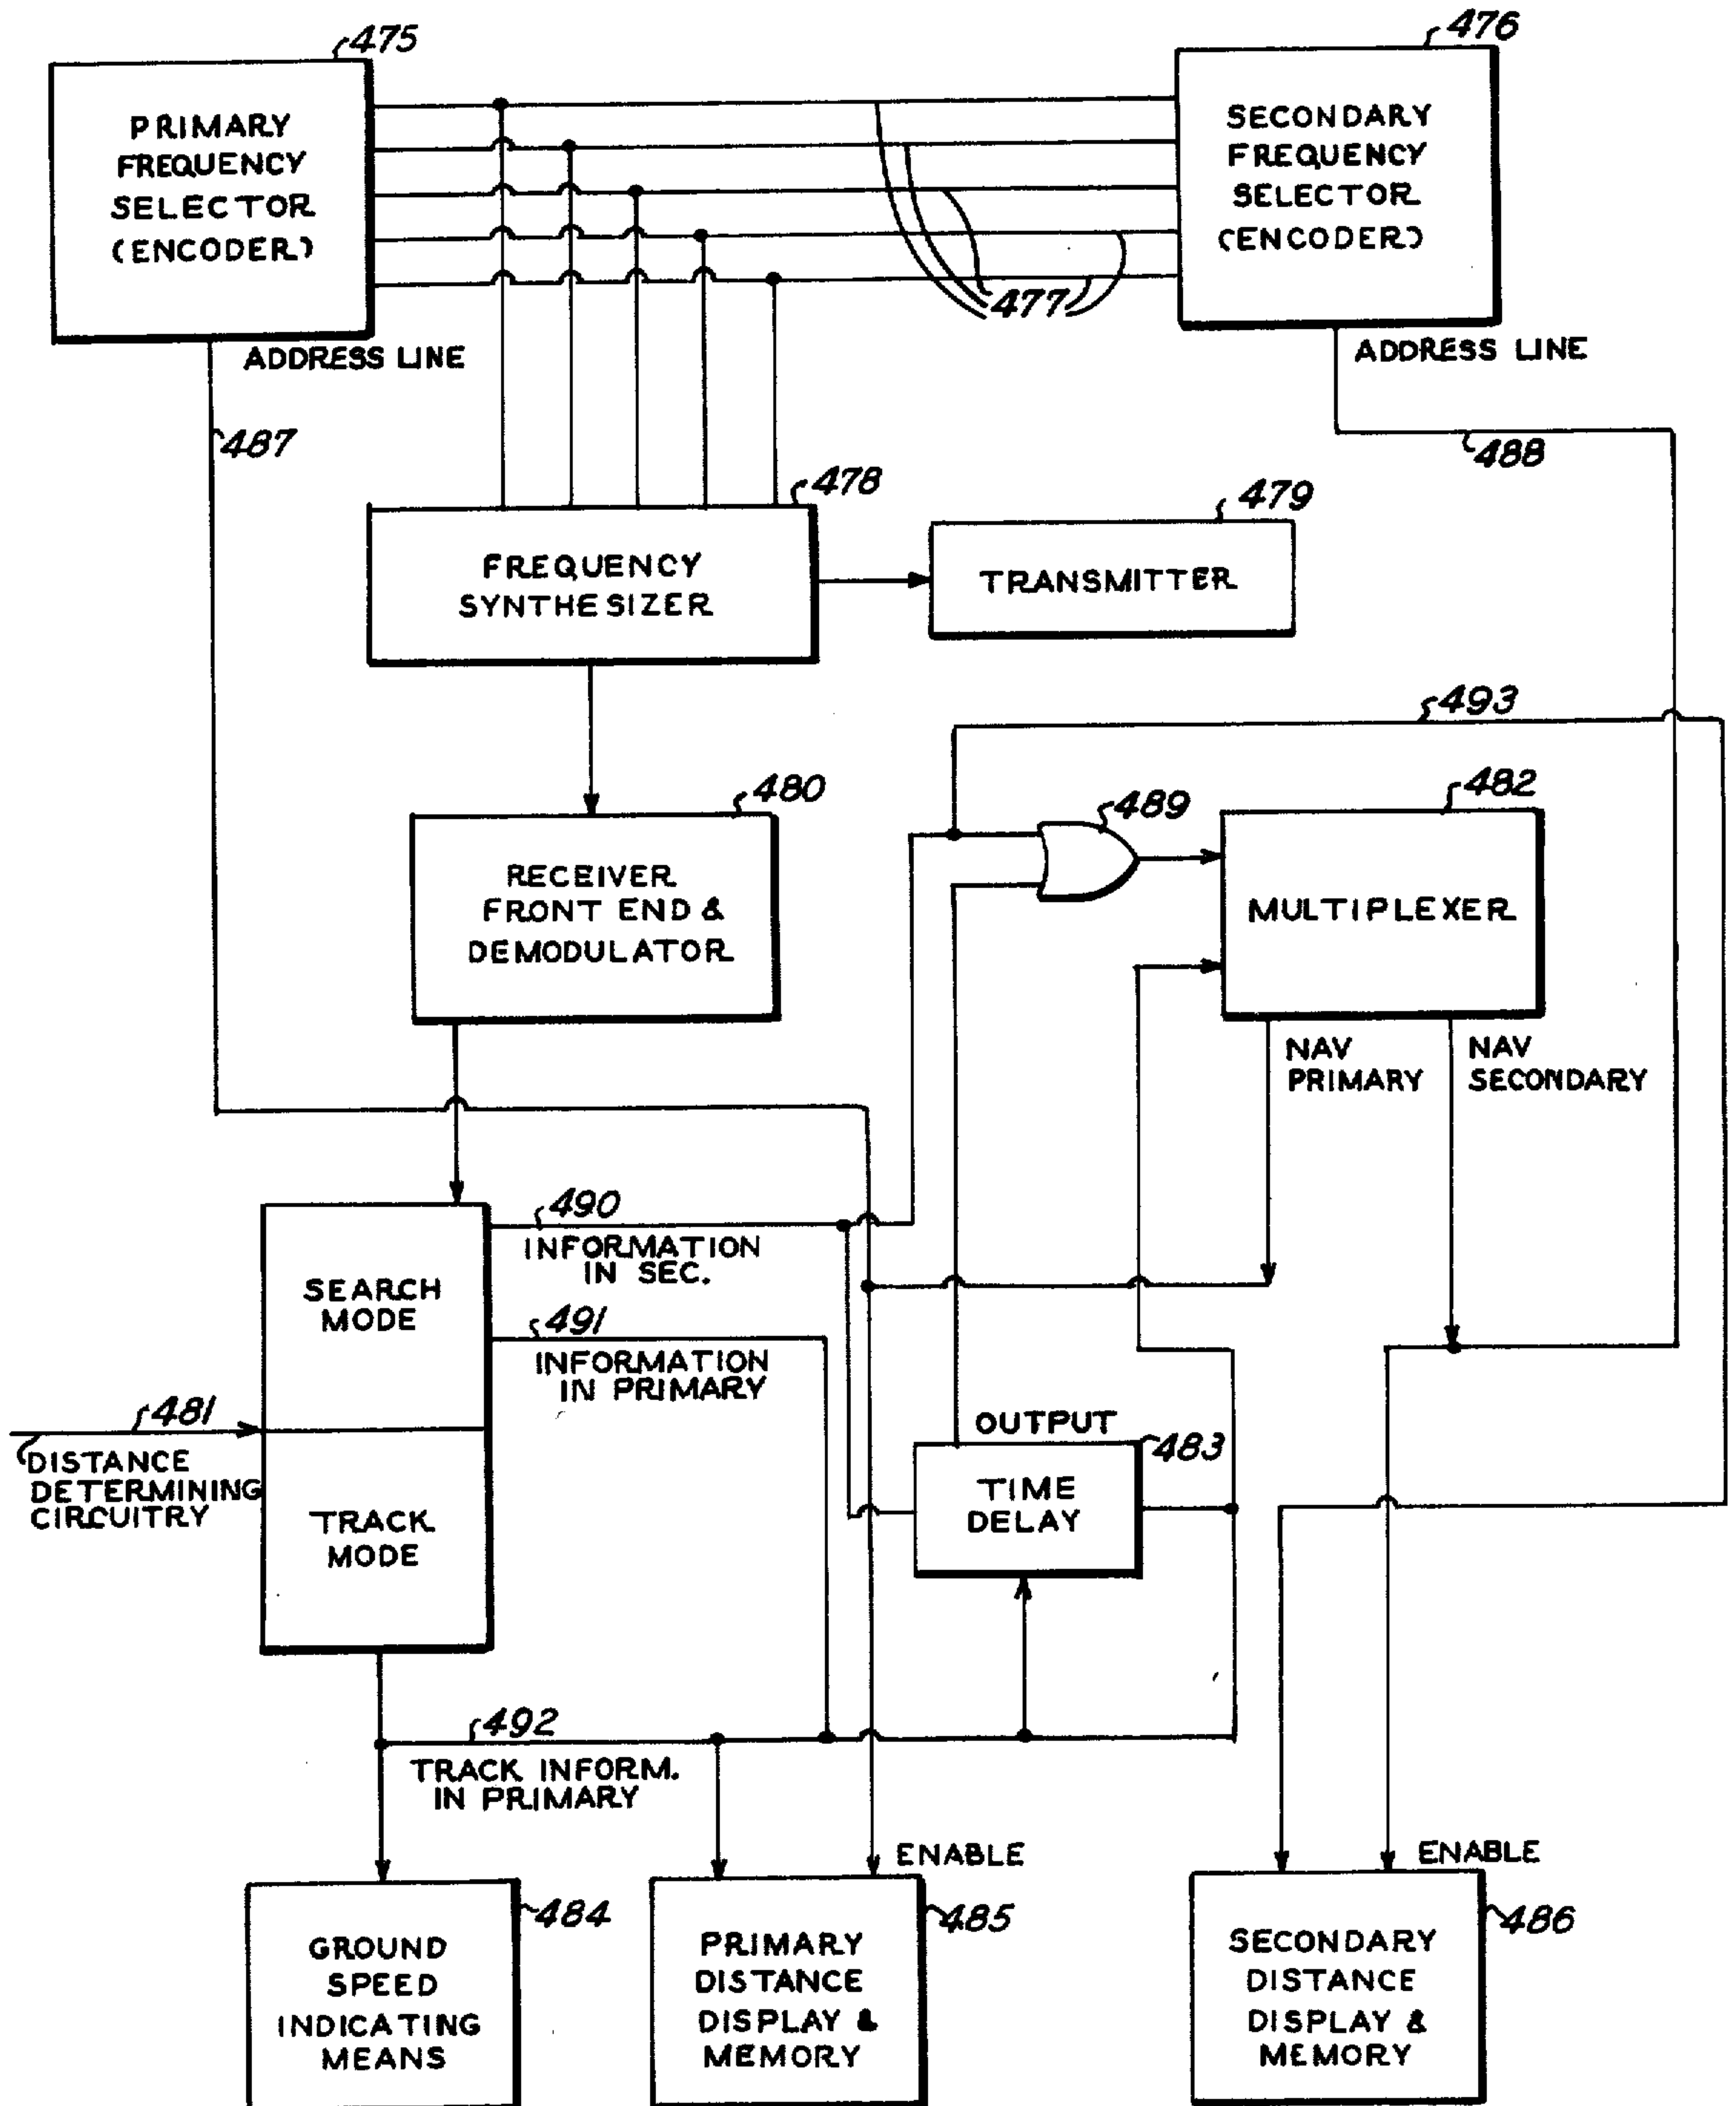 475
476
PRIMARY
FREQUENCY
SELECTOR
(ENCODER)
SECONDARY
FREQUENCY
SELECTOR
(ENCODER)
477
ADDRESS LINE
ADDRESS LINE
487
488
478
479
FREQUENCY
SYNTHESIZER
TRANSMITTER
493
480
489
482
RECEIVER
FRONT END &
DEMODULATOR
MULTIPLEXER
NAV
PRIMARY
NAV
SECONDARY
490
INFORMATION
IN SEC.
SEARCH
MODE
491
INFORMATION
IN PRIMARY
481
DISTANCE
DETERMINING
CIRCUITRY
TRACK
MODE
OUTPUT
483
TIME
DELAY
492
TRACK INFORM.
IN PRIMARY
ENABLE
ENABLE
484
485
486
GROUND
SPEED
INDICATING
MEANS
PRIMARY
DISTANCE
DISPLAY &
MEMORY
SECONDARY
DISTANCE
DISPLAY &
MEMORY